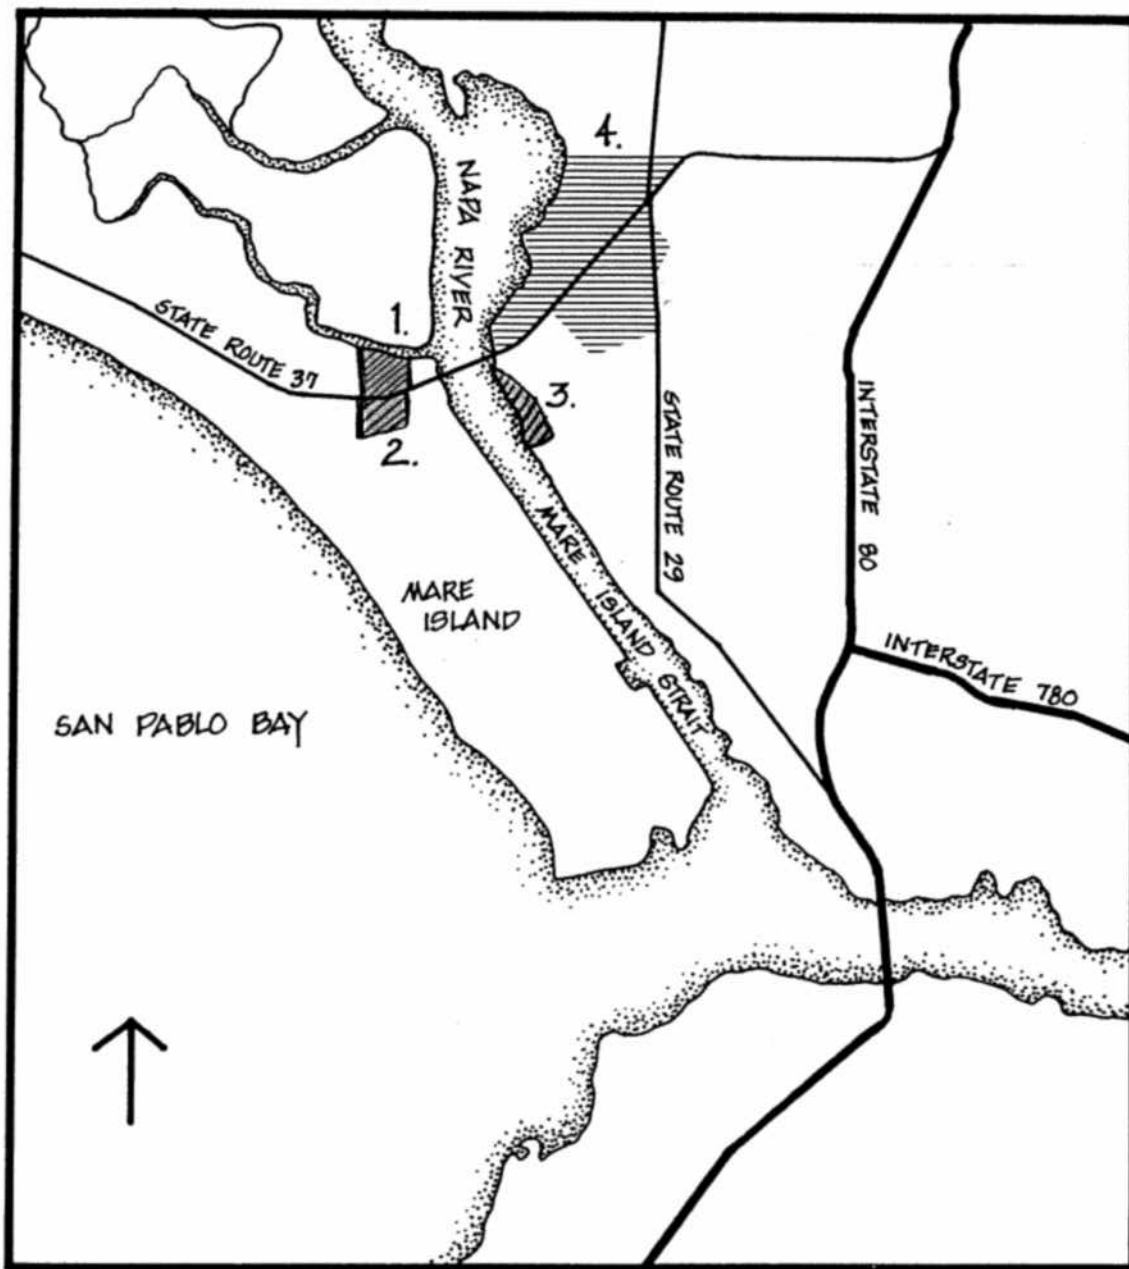 4.
NAPA RIVER
1.
STATE ROUTE 37
3.
2.
STATE ROUTE 29
INTERSTATE 80
MARE ISLAND STRAIT
MARE
ISLAND
INTERSTATE 780
SAN PABLO BAY